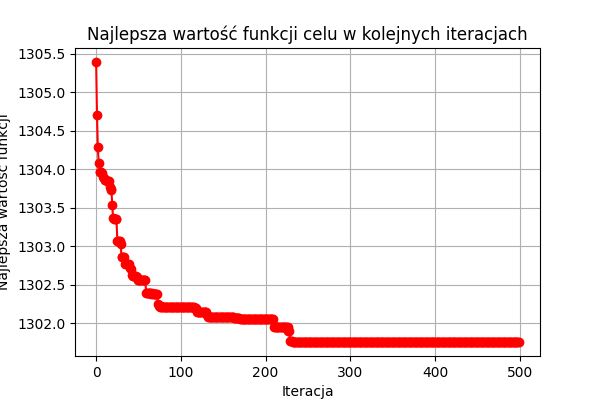 Najlepsza wartość funkcji celu w kolejnych iteracjach
1305.5
1305.0
1304.5
1304.0
1303.5
1303.0
1302.5
1302.0
Najlepsza wartość funkcji
0 100 200 300 400 500
Iteracja